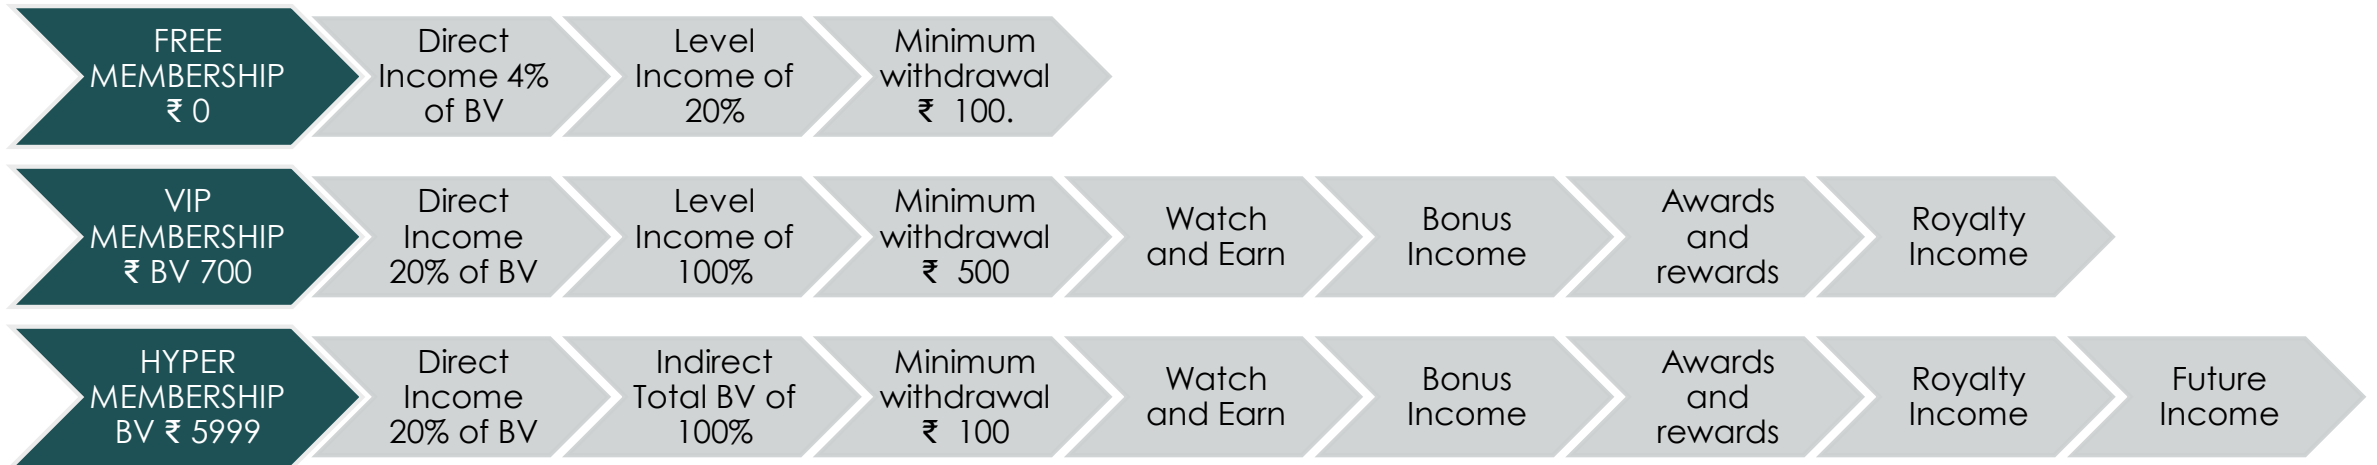 FREE
MEMBERSHIP
₹ 0
Direct
Income 4%
of BV
Level
Income of
20%
Minimum
withdrawal
₹ 100.
VIP
MEMBERSHIP
₹ BV 700
Direct
Income
20% of BV
Level
Income of
100%
Minimum
withdrawal
₹ 500
Watch
and Earn
Bonus
Income
Awards
and
rewards
Royalty
Income
HYPER
MEMBERSHIP
BV ₹ 5999
Direct
Income
20% of BV
Indirect
Total BV of
100%
Minimum
withdrawal
₹ 100
Watch
and Earn
Bonus
Income
Awards
and
rewards
Royalty
Income
Future
Income